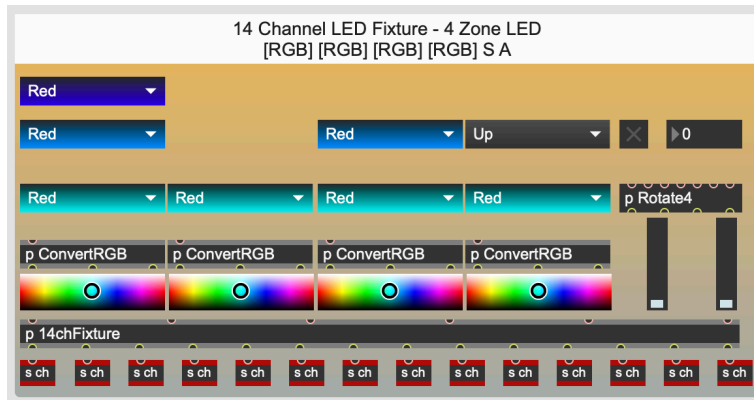 14 Channel LED Fixture - 4 Zone LED
[RGB] [RGB] [RGB] [RGB] S A
Red
Red Red Up 0
Red Red Red Red p Rotate4
p ConvertRGB p ConvertRGB p ConvertRGB p ConvertRGB
p 14chFixture
s ch s ch s ch s ch s ch s ch s ch s ch s ch s ch s ch s ch s ch s ch